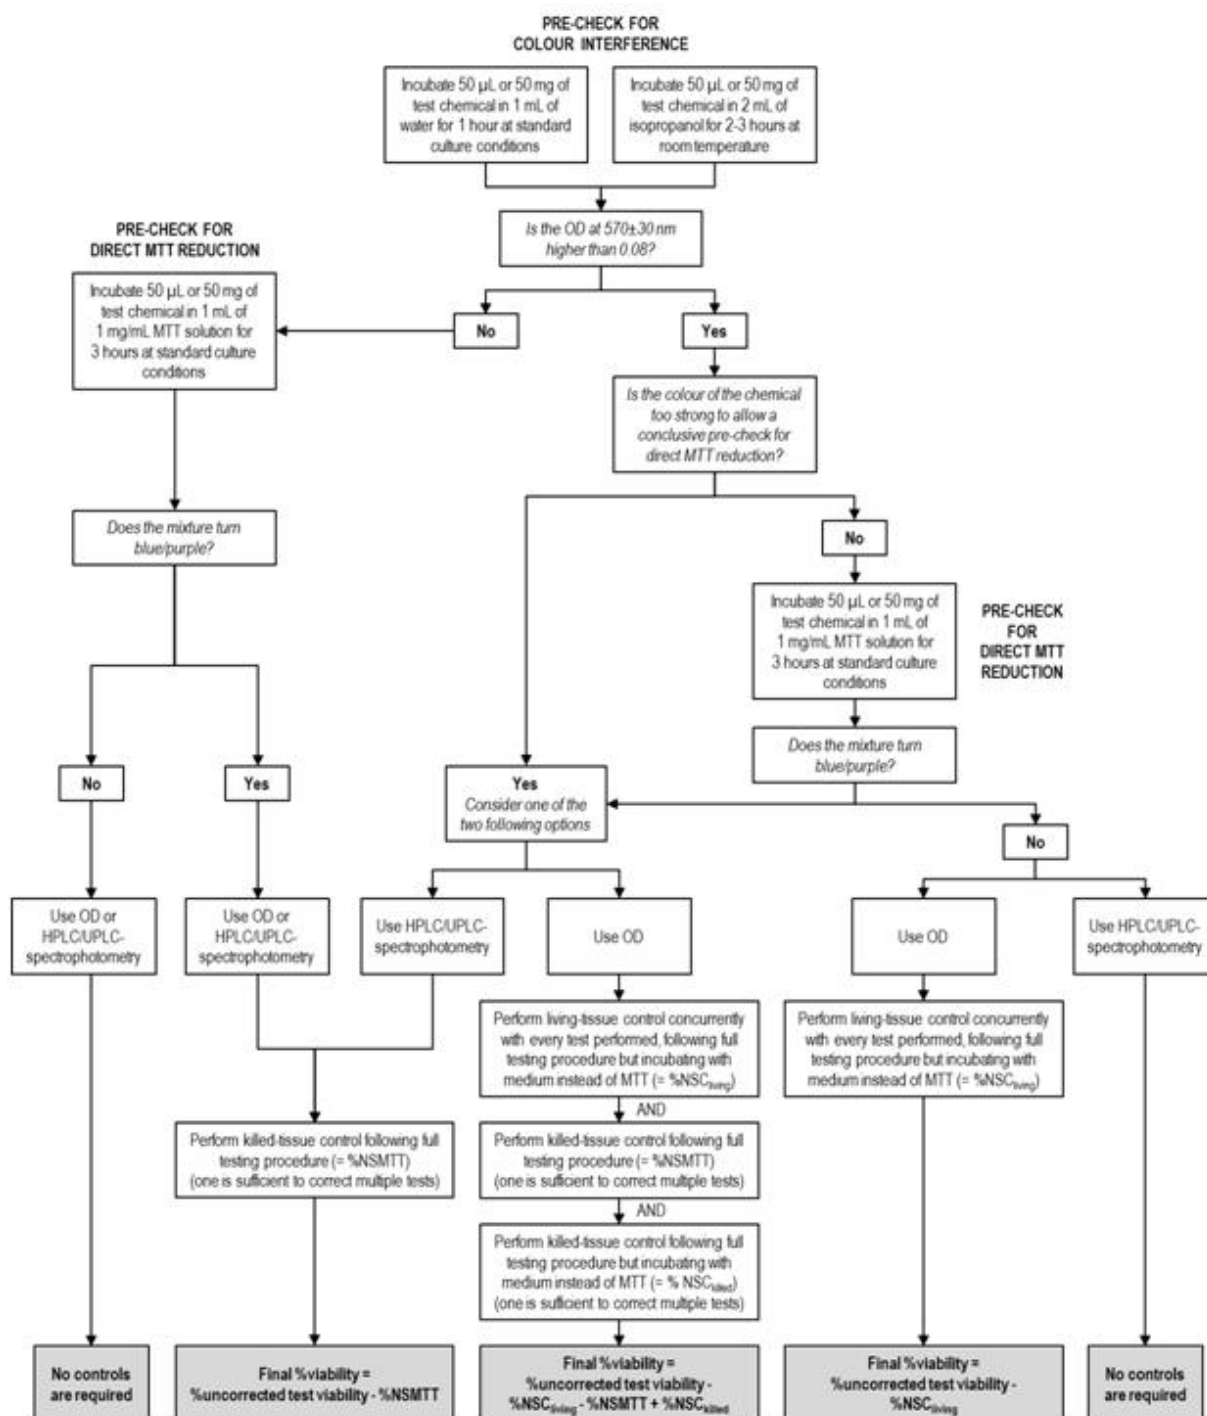 PRE-CHECK FOR
COLOUR INTERFERENCE
Incubate 50 µL or 50 mg of
test chemical in 1 mL of
water for 1 hour at standard
culture conditions
Incubate 50 µL or 50 mg of
test chemical in 2 mL of
isopropanol for 2-3 hours at
room temperature
Is the OD at 570±30 nm
higher than 0.08?
PRE-CHECK FOR
DIRECT MTT REDUCTION
Incubate 50 µL or 50 mg of
test chemical in 1 mL of
1 mg/mL MTT solution for
3 hours at standard culture
conditions
No
Yes
Is the colour of the chemical
too strong to allow a
conclusive pre-check for
direct MTT reduction?
Does the mixture turn
blue/purple?
No
Incubate 50 µL or 50 mg of
test chemical in 1 mL of
1 mg/mL MTT solution for
3 hours at standard culture
conditions
PRE-CHECK
FOR
DIRECT MTT
REDUCTION
Does the mixture turn
blue/purple?
No
Yes
Yes
Consider one of the
two following options
No
Use OD or
HPLC/UPLC-
spectrophotometry
Use OD or
HPLC/UPLC-
spectrophotometry
Use HPLC/UPLC-
spectrophotometry
Use OD
Use OD
Use HPLC/UPLC-
spectrophotometry
Perform living-tissue control concurrently
with every test performed, following full
testing procedure but incubating with
medium instead of MTT (= %NSCliving)
Perform living-tissue control concurrently
with every test performed, following full
testing procedure but incubating with
medium instead of MTT (= %NSCliving)
AND
Perform killed-tissue control following full
testing procedure (= %NSMTT)
(one is sufficient to correct multiple tests)
Perform killed-tissue control following full
testing procedure (= %NSMTT)
(one is sufficient to correct multiple tests)
AND
Perform killed-tissue control following full
testing procedure but incubating with
medium instead of MTT (= % NSCkilled)
(one is sufficient to correct multiple tests)
No controls
are required
Final %viability =
%uncorrected test viability - %NSMTT
Final %viability =
%uncorrected test viability -
%NSCliving - %NSMTT + %NSCkilled
Final %viability =
%uncorrected test viability -
%NSCliving
No controls
are required